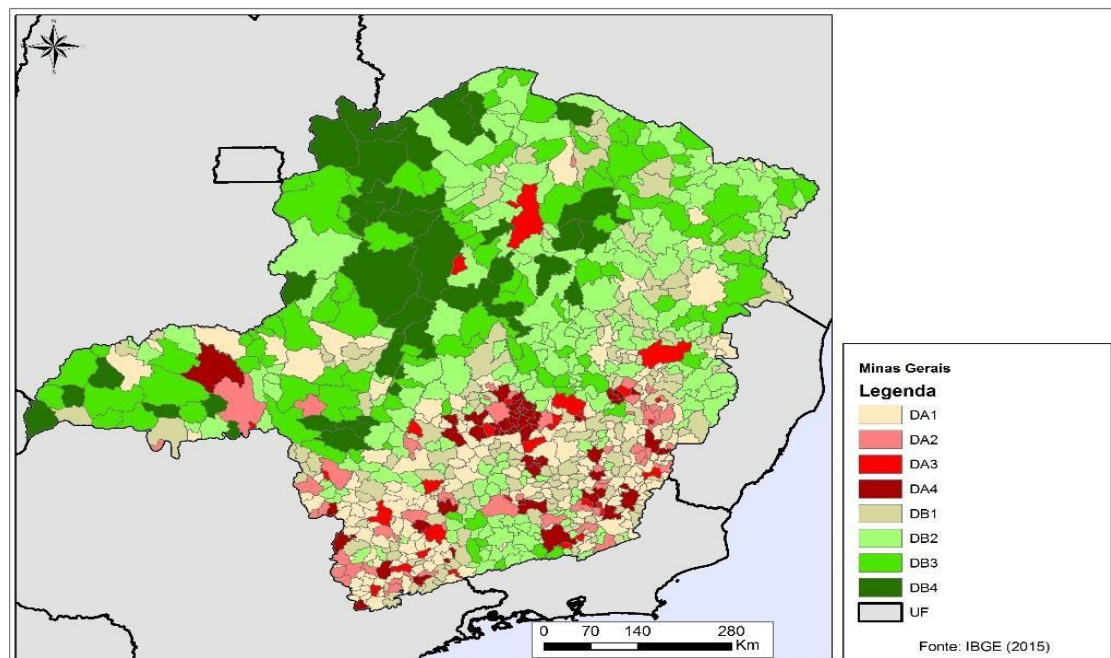 N
S
Minas Gerais
Legenda
DA1
DA2
DA3
DA4
DB1
DB2
DB3
DB4
UF
0 70 140 280
Km
Fonte: IBGE (2015)